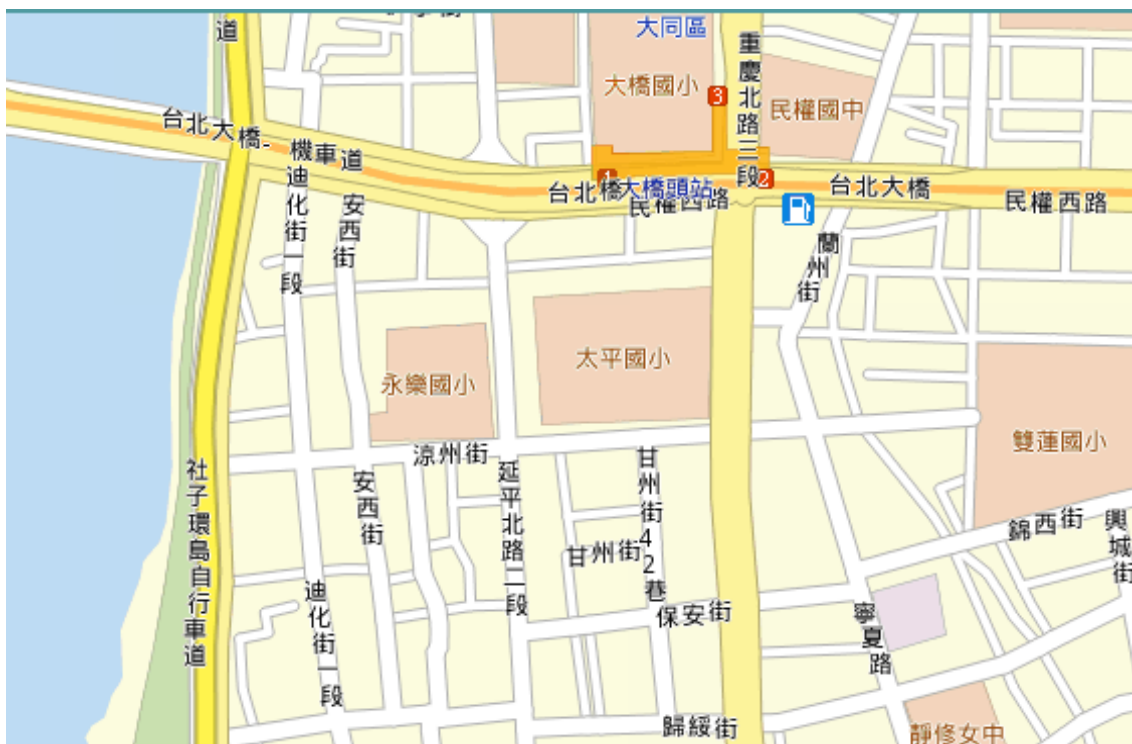 道
大同區
重慶北路三段
大橋國小
3
民權國中
台北大橋-
機車道
1
台北橋
大橋頭站
2
台北大橋
民權西路
民權西路
迪化街一段
安西街
蘭州街
太平國小
永樂國小
雙蓮國小
涼州街
社子環島自行車道
安西街
延平北路二段
甘州街42巷
甘州街
錦西街
興城街
迪化街一段
保安街
寧夏路
歸綏街
靜修女中